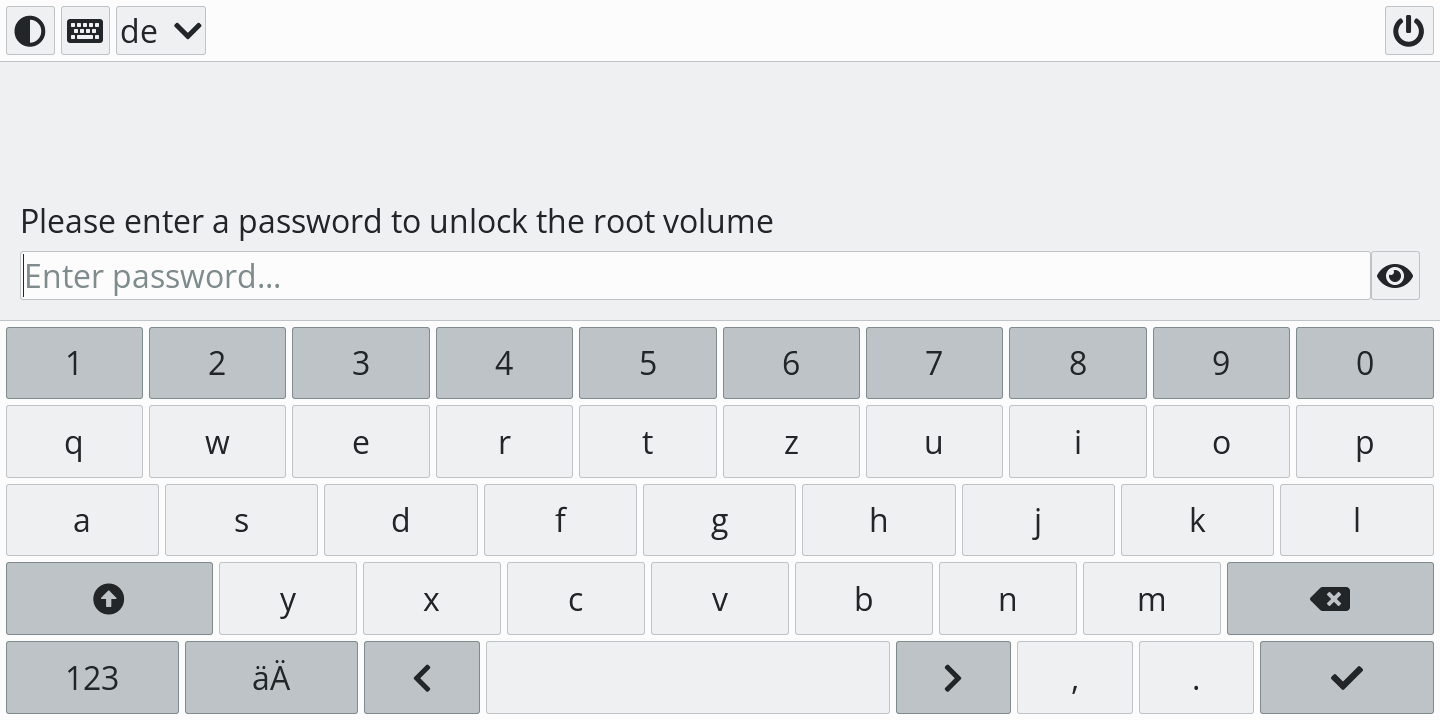 de
Please enter a password to unlock the root volume
Enter password...
1 2 3 4 5 6 7 8 9 0
q w e r t z u i o p
a s d f g h j k l
y x c v b n m
123 äÄ , .